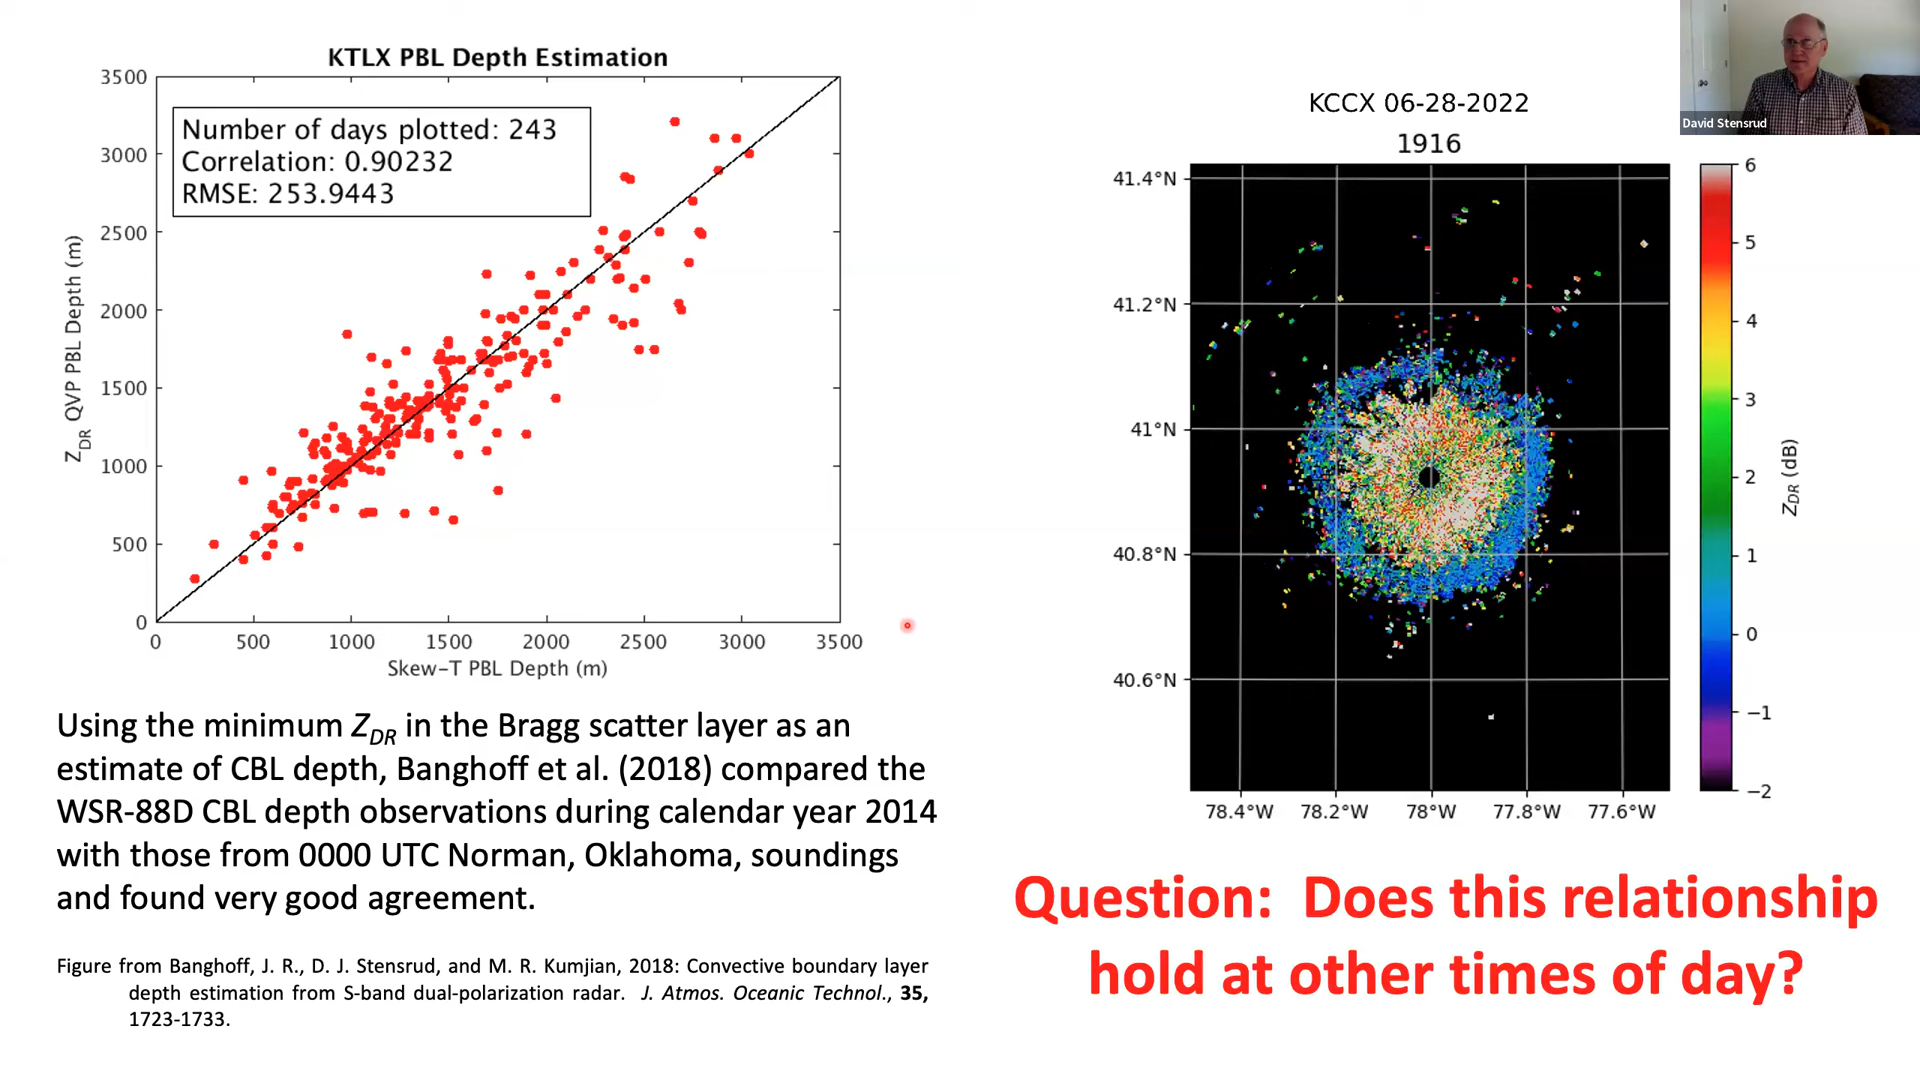 KTLX PBL Depth Estimation
3500
3000
2500
2000
1500
1000
500
0
Z_DR QVP PBL Depth (m)
Number of days plotted: 243
Correlation: 0.90232
RMSE: 253.9443
0 500 1000 1500 2000 2500 3000 3500
Skew-T PBL Depth (m)
Using the minimum Z_DR in the Bragg scatter layer as an
estimate of CBL depth, Banghoff et al. (2018) compared the
WSR-88D CBL depth observations during calendar year 2014
with those from 0000 UTC Norman, Oklahoma, soundings
and found very good agreement.
Figure from Banghoff, J. R., D. J. Stensrud, and M. R. Kumjian, 2018: Convective boundary layer
depth estimation from S-band dual-polarization radar. J. Atmos. Oceanic Technol., 35,
1723-1733.
David Stensrud
KCCX 06-28-2022
1916
41.4°N
41.2°N
41°N
40.8°N
40.6°N
78.4°W 78.2°W 78°W 77.8°W 77.6°W
6
5
4
3
2
1
0
−1
−2
Z_DR (dB)
Question: Does this relationship
hold at other times of day?